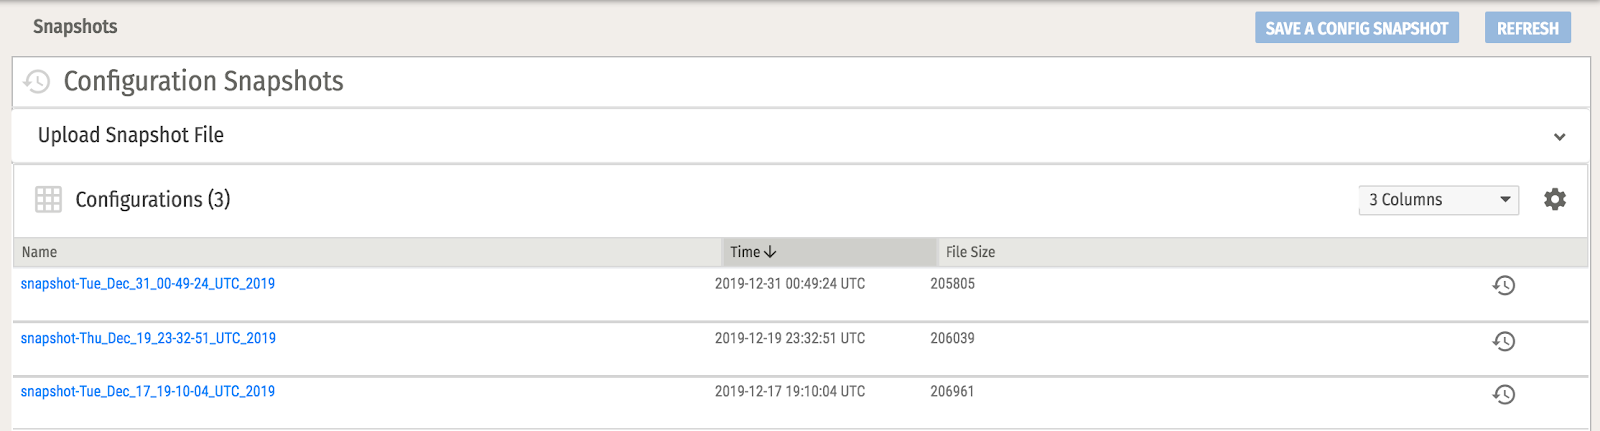 Snapshots
SAVE A CONFIG SNAPSHOT
REFRESH
Configuration Snapshots
Upload Snapshot File
Configurations (3)
3 Columns
Name Time File Size
snapshot-Tue_Dec_31_00-49-24_UTC_2019 2019-12-31 00:49:24 UTC 205805
snapshot-Thu_Dec_19_23-32-51_UTC_2019 2019-12-19 23:32:51 UTC 206039
snapshot-Tue_Dec_17_19-10-04_UTC_2019 2019-12-17 19:10:04 UTC 206961